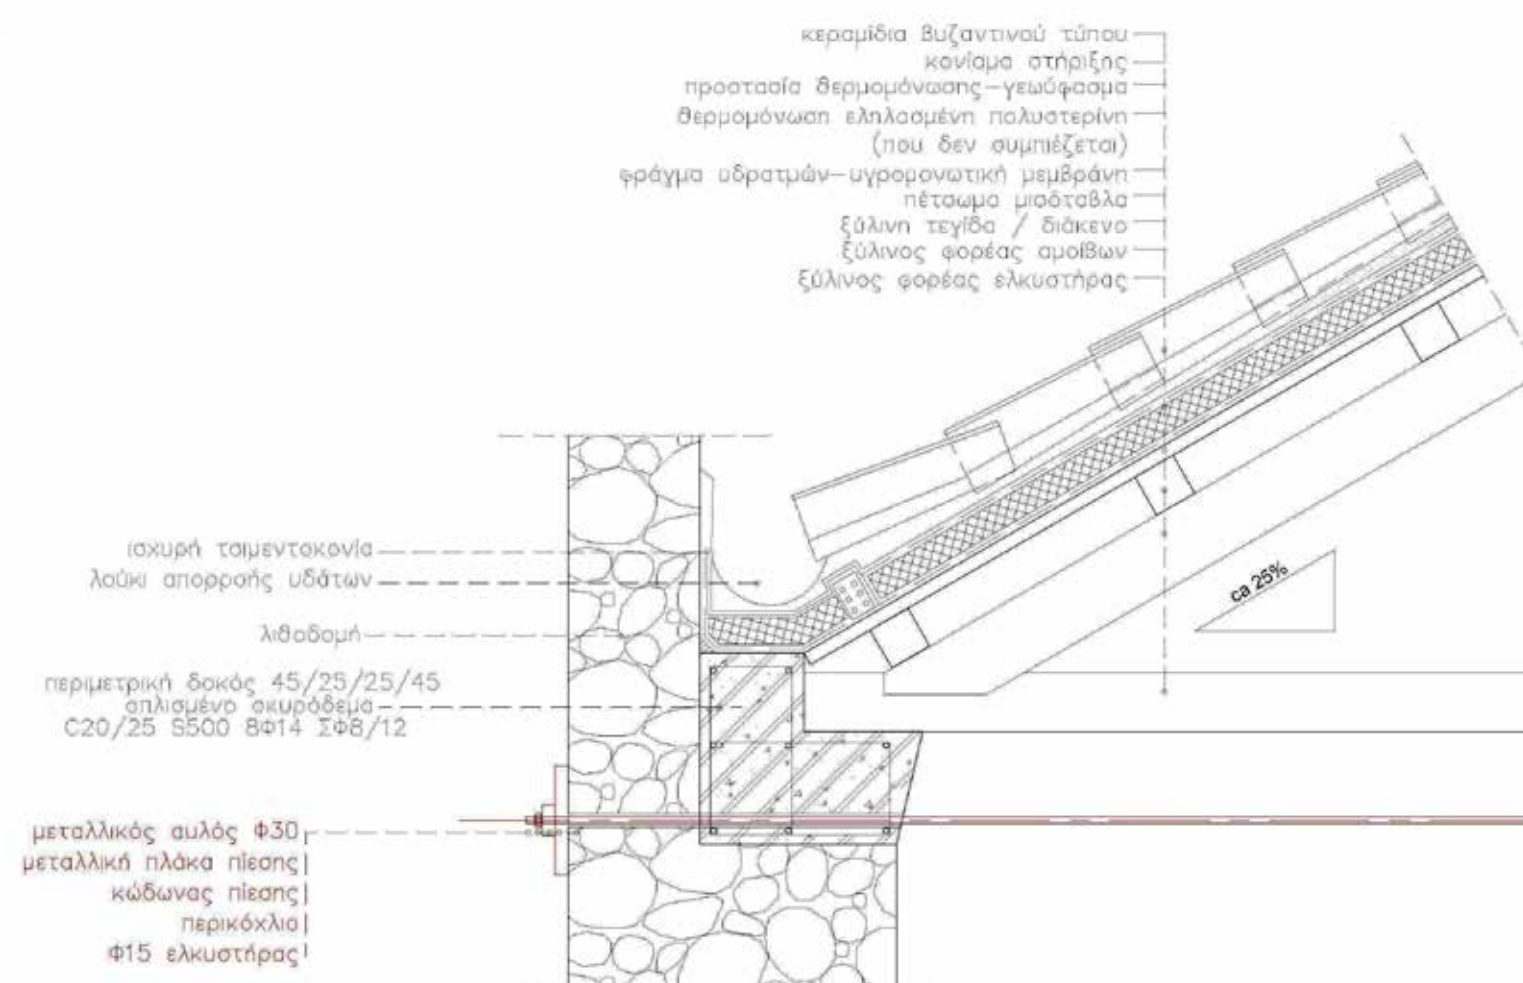 κεραμίδια βυζαντινού τύπου
κονίαμα στήριξης
προστασία θερμομόνωσης-γεωύφασμα
θερμομόνωση εληλασμένη πολυστερίνη
(που δεν συμπιέζεται)
φράγμα υδρατμών-υγρομονωτική μεμβράνη
πέτσωμα μισόταβλα
ξύλινη τεγίδα / διάκενο
ξύλινος φορέας αμοίβων
ξύλινος φορέας ελκυστήρας
ca 25%
ισχυρή τσιμεντοκονία
λούκι απορροής υδάτων
λιθοδομή
περιμετρική δοκός 45/25/25/45
οπλισμένο σκυρόδεμα
C20/25 S500 8Φ14 ΣΦ8/12
μεταλλικός αυλός Φ30
μεταλλική πλάκα πίεσης
κώδωνας πίεσης
περικόχλιο
Φ15 ελκυστήρας